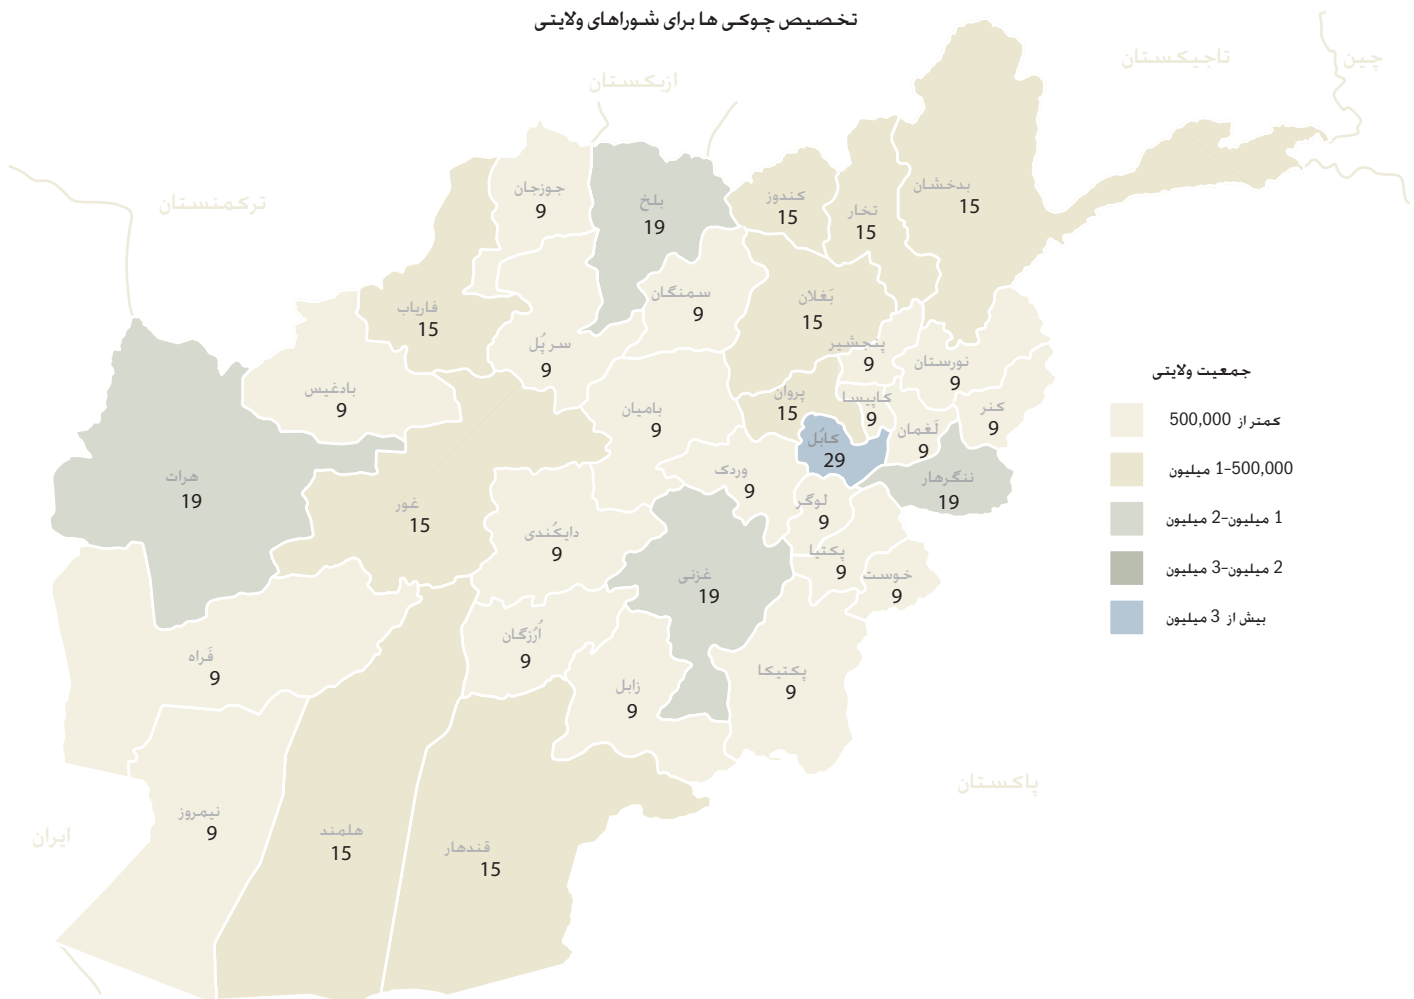 تخصیص چوکی ها برای شوراهای ولایتی
چین
تاجیکستان
ازبکستان
ترکمنستان
جوزجان
9
بلخ
19
کندوز
15
تخار
15
بدخشان
15
فاریاب
15
سرپُل
9
سمنگان
9
بَغلان
15
پنجشیر
9
نورستان
9
کنر
9
بادغیس
9
بامیان
9
پروان
15
کاپیسا
9
لَغمان
9
کابُل
29
ننگرهار
19
هرات
19
غور
15
دایکُندی
9
وردک
9
لوگر
9
پکتیا
9
خوست
9
غزنی
19
اُرُزگان
9
فَراه
9
زابل
9
پکتیکا
9
نیمروز
9
هلمند
15
قندهار
15
ایران
پاکستان
جمعیت ولایتی
کمتر از 500,000
500,000-1 میلیون
1 میلیون-2 میلیون
2 میلیون-3 میلیون
بیش از 3 میلیون